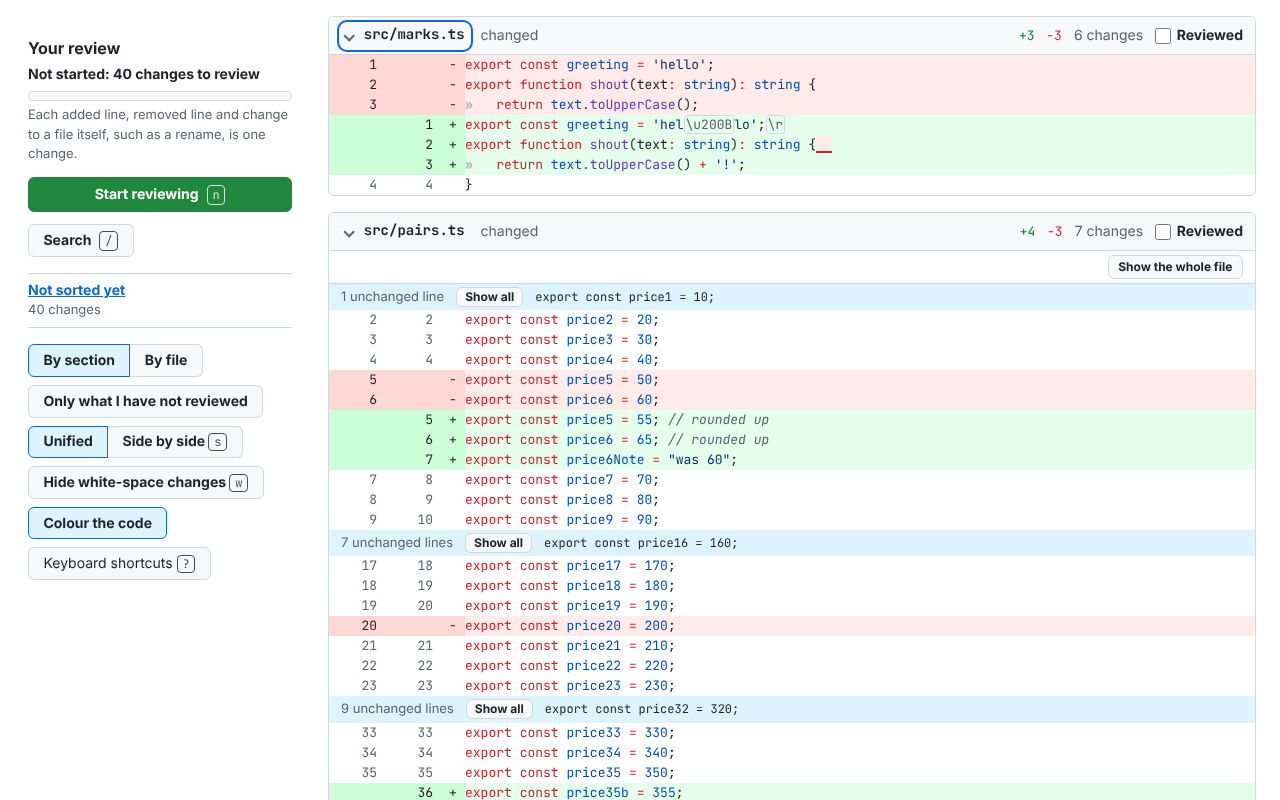 Your review
Not started: 40 changes to review
Each added line, removed line and change
to a file itself, such as a rename, is one
change.
Start reviewing n
Search /
Not sorted yet
40 changes
By section By file
Only what I have not reviewed
Unified Side by side s
Hide white-space changes w
Colour the code
Keyboard shortcuts ?
src/marks.ts changed +3 -3 6 changes Reviewed
1 - export const greeting = 'hello';
2 - export function shout(text: string): string {
3 - » return text.toUpperCase();
1 + export const greeting = 'hel\u200Blo';\r
2 + export function shout(text: string): string {
3 + » return text.toUpperCase() + '!';
4 4 }
src/pairs.ts changed +4 -3 7 changes Reviewed
Show the whole file
1 unchanged line Show all export const price1 = 10;
2 2 export const price2 = 20;
3 3 export const price3 = 30;
4 4 export const price4 = 40;
5 - export const price5 = 50;
6 - export const price6 = 60;
5 + export const price5 = 55; // rounded up
6 + export const price6 = 65; // rounded up
7 + export const price6Note = "was 60";
7 8 export const price7 = 70;
8 9 export const price8 = 80;
9 10 export const price9 = 90;
7 unchanged lines Show all export const price16 = 160;
17 18 export const price17 = 170;
18 19 export const price18 = 180;
19 20 export const price19 = 190;
20 - export const price20 = 200;
21 21 export const price21 = 210;
22 22 export const price22 = 220;
23 23 export const price23 = 230;
9 unchanged lines Show all export const price32 = 320;
33 33 export const price33 = 330;
34 34 export const price34 = 340;
35 35 export const price35 = 350;
36 + export const price35b = 355;